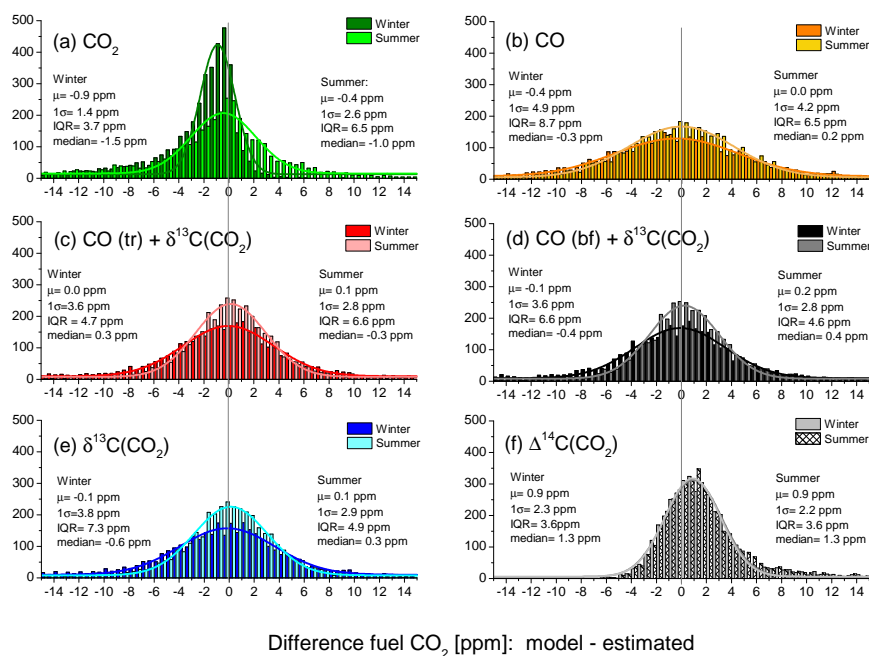 (a) CO2
Winter
Summer
Winter
μ= -0.9 ppm
1σ= 1.4 ppm
IQR= 3.7 ppm
median= -1.5 ppm
Summer:
μ= -0.4 ppm
1σ= 2.6 ppm
IQR= 6.5 ppm
median= -1.0 ppm
500
400
300
200
100
0
-14 -12 -10 -8 -6 -4 -2 0 2 4 6 8 10 12 14
(b) CO
Winter
Summer
Winter
μ= -0.4 ppm
1σ= 4.9 ppm
IQR= 8.7 ppm
median= -0.3 ppm
Summer
μ= 0.0 ppm
1σ= 4.2 ppm
IQR= 6.5 ppm
median= 0.2 ppm
500
400
300
200
100
0
-14 -12 -10 -8 -6 -4 -2 0 2 4 6 8 10 12 14
(c) CO (tr) + δ13C(CO2)
Winter
Summer
Winter
μ= 0.0 ppm
1σ=3.6 ppm
IQR = 4.7 ppm
median= 0.3 ppm
Summer
μ= 0.1 ppm
1σ= 2.8 ppm
IQR = 6.6 ppm
median= -0.3 ppm
500
400
300
200
100
0
-14 -12 -10 -8 -6 -4 -2 0 2 4 6 8 10 12 14
(d) CO (bf) + δ13C(CO2)
Winter
Summer
Winter
μ= -0.1 ppm
1σ= 3.6 ppm
IQR= 6.6 ppm
median= -0.4 ppm
Summer
μ= 0.2 ppm
1σ= 2.8 ppm
IQR= 4.6 ppm
median= 0.4 ppm
500
400
300
200
100
0
-14 -12 -10 -8 -6 -4 -2 0 2 4 6 8 10 12 14
(e) δ13C(CO2)
Winter
Summer
Winter
μ= -0.1 ppm
1σ=3.8 ppm
IQR= 7.3 ppm
median= -0.6 ppm
Summer
μ= 0.1 ppm
1σ= 2.9 ppm
IQR= 4.9 ppm
median= 0.3 ppm
500
400
300
200
100
0
-14 -12 -10 -8 -6 -4 -2 0 2 4 6 8 10 12 14
(f) Δ14C(CO2)
Winter
Summer
Winter
μ= 0.9 ppm
1σ= 2.3 ppm
IQR= 3.6ppm
median= 1.3 ppm
Summer
μ= 0.9 ppm
1σ= 2.2 ppm
IQR= 3.6 ppm
median= 1.3 ppm
500
400
300
200
100
0
-14 -12 -10 -8 -6 -4 -2 0 2 4 6 8 10 12 14
Difference fuel CO2 [ppm]: model - estimated